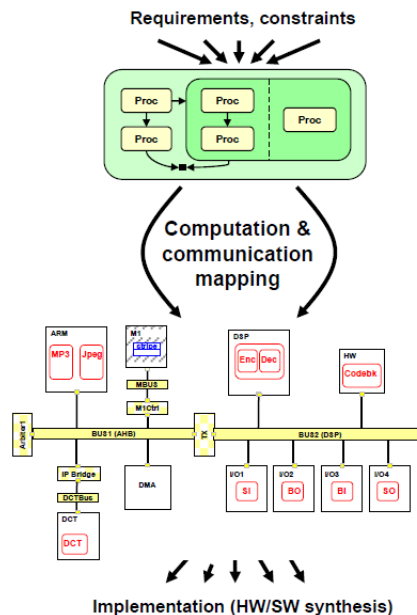 Requirements, constraints
Proc
Proc
Proc
Proc
Proc
Computation &
communication
mapping
ARM
MP3
Jpeg
M1
stripe
MBUS
M1Ctrl
DSP
Enc
Dec
HW
Codebk
Arbiter1
BUS1 (AHB)
TX
BUS2 (DSP)
IP Bridge
DCTBus
DCT
DCT
DMA
I/O1
SI
I/O2
BO
I/O3
BI
I/O4
SO
Implementation (HW/SW synthesis)